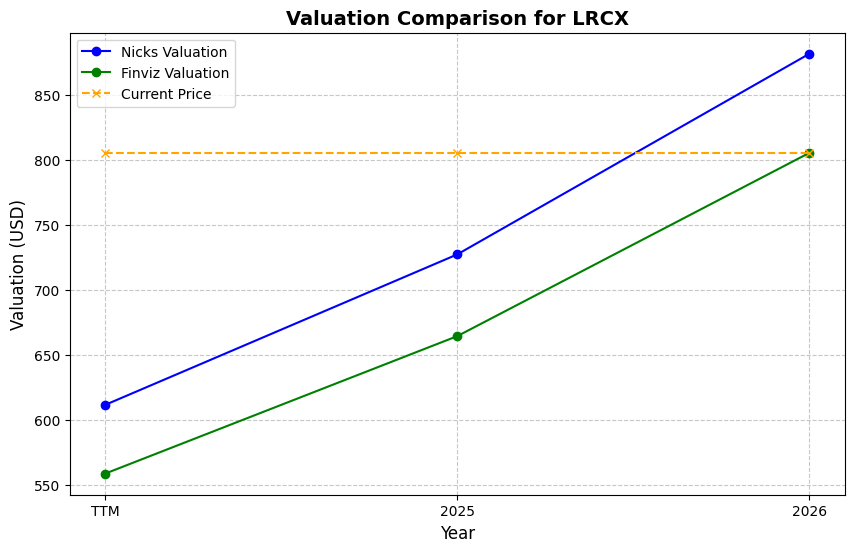 Valuation Comparison for LRCX
Nicks Valuation
Finviz Valuation
Current Price
Valuation (USD)
850
800
750
700
650
600
550
TTM
2025
2026
Year